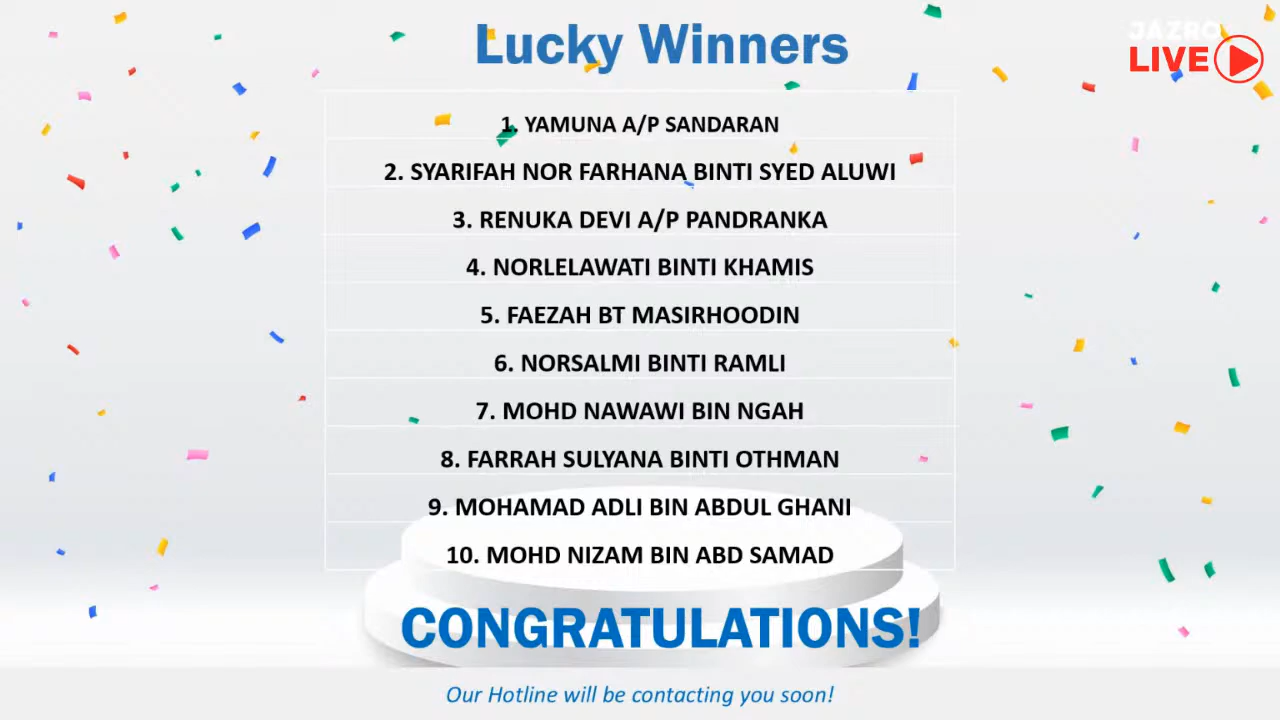 Lucky Winners
JAZRO
LIVE
1. YAMUNA A/P SANDARAN
2. SYARIFAH NOR FARHANA BINTI SYED ALUWI
3. RENUKA DEVI A/P PANDRANKA
4. NORLELAWATI BINTI KHAMIS
5. FAEZAH BT MASIRHOODIN
6. NORSALMI BINTI RAMLI
7. MOHD NAWAWI BIN NGAH
8. FARRAH SULYANA BINTI OTHMAN
9. MOHAMAD ADLI BIN ABDUL GHANI
10. MOHD NIZAM BIN ABD SAMAD
CONGRATULATIONS!
Our Hotline will be contacting you soon!